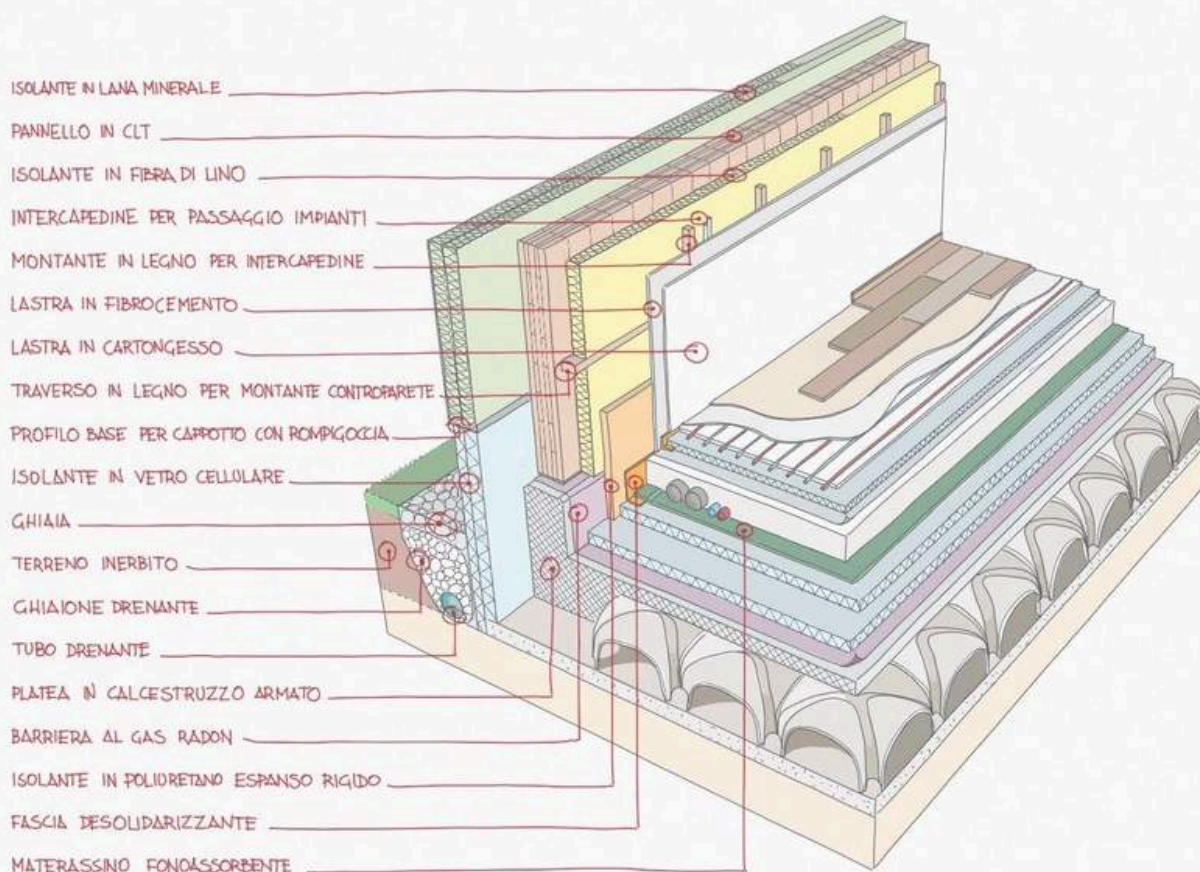 ISOLANTE IN LANA MINERALE
PANNELLO IN CLT
ISOLANTE IN FIBRA DI LINO
INTERCAPEDINE PER PASSAGGIO IMPIANTI
MONTANTE IN LEGNO PER INTERCAPEDINE
LASTRA IN FIBROCEMENTO
LASTRA IN CARTONGESSO
TRAVERSO IN LEGNO PER MONTANTE CONTROPARETE
PROFILO BASE PER CAPPOTTO CON ROMPIGOCCIA
ISOLANTE IN VETRO CELLULARE
GHIAIA
TERRENO INERBITO
GHIAIONE DRENANTE
TUBO DRENANTE
PLATEA IN CALCESTRUZZO ARMATO
BARRIERA AL GAS RADON
ISOLANTE IN POLIURETANO ESPANSO RIGIDO
FASCIA DESOLIDARIZZANTE
MATERASSINO FONOASSORBENTE